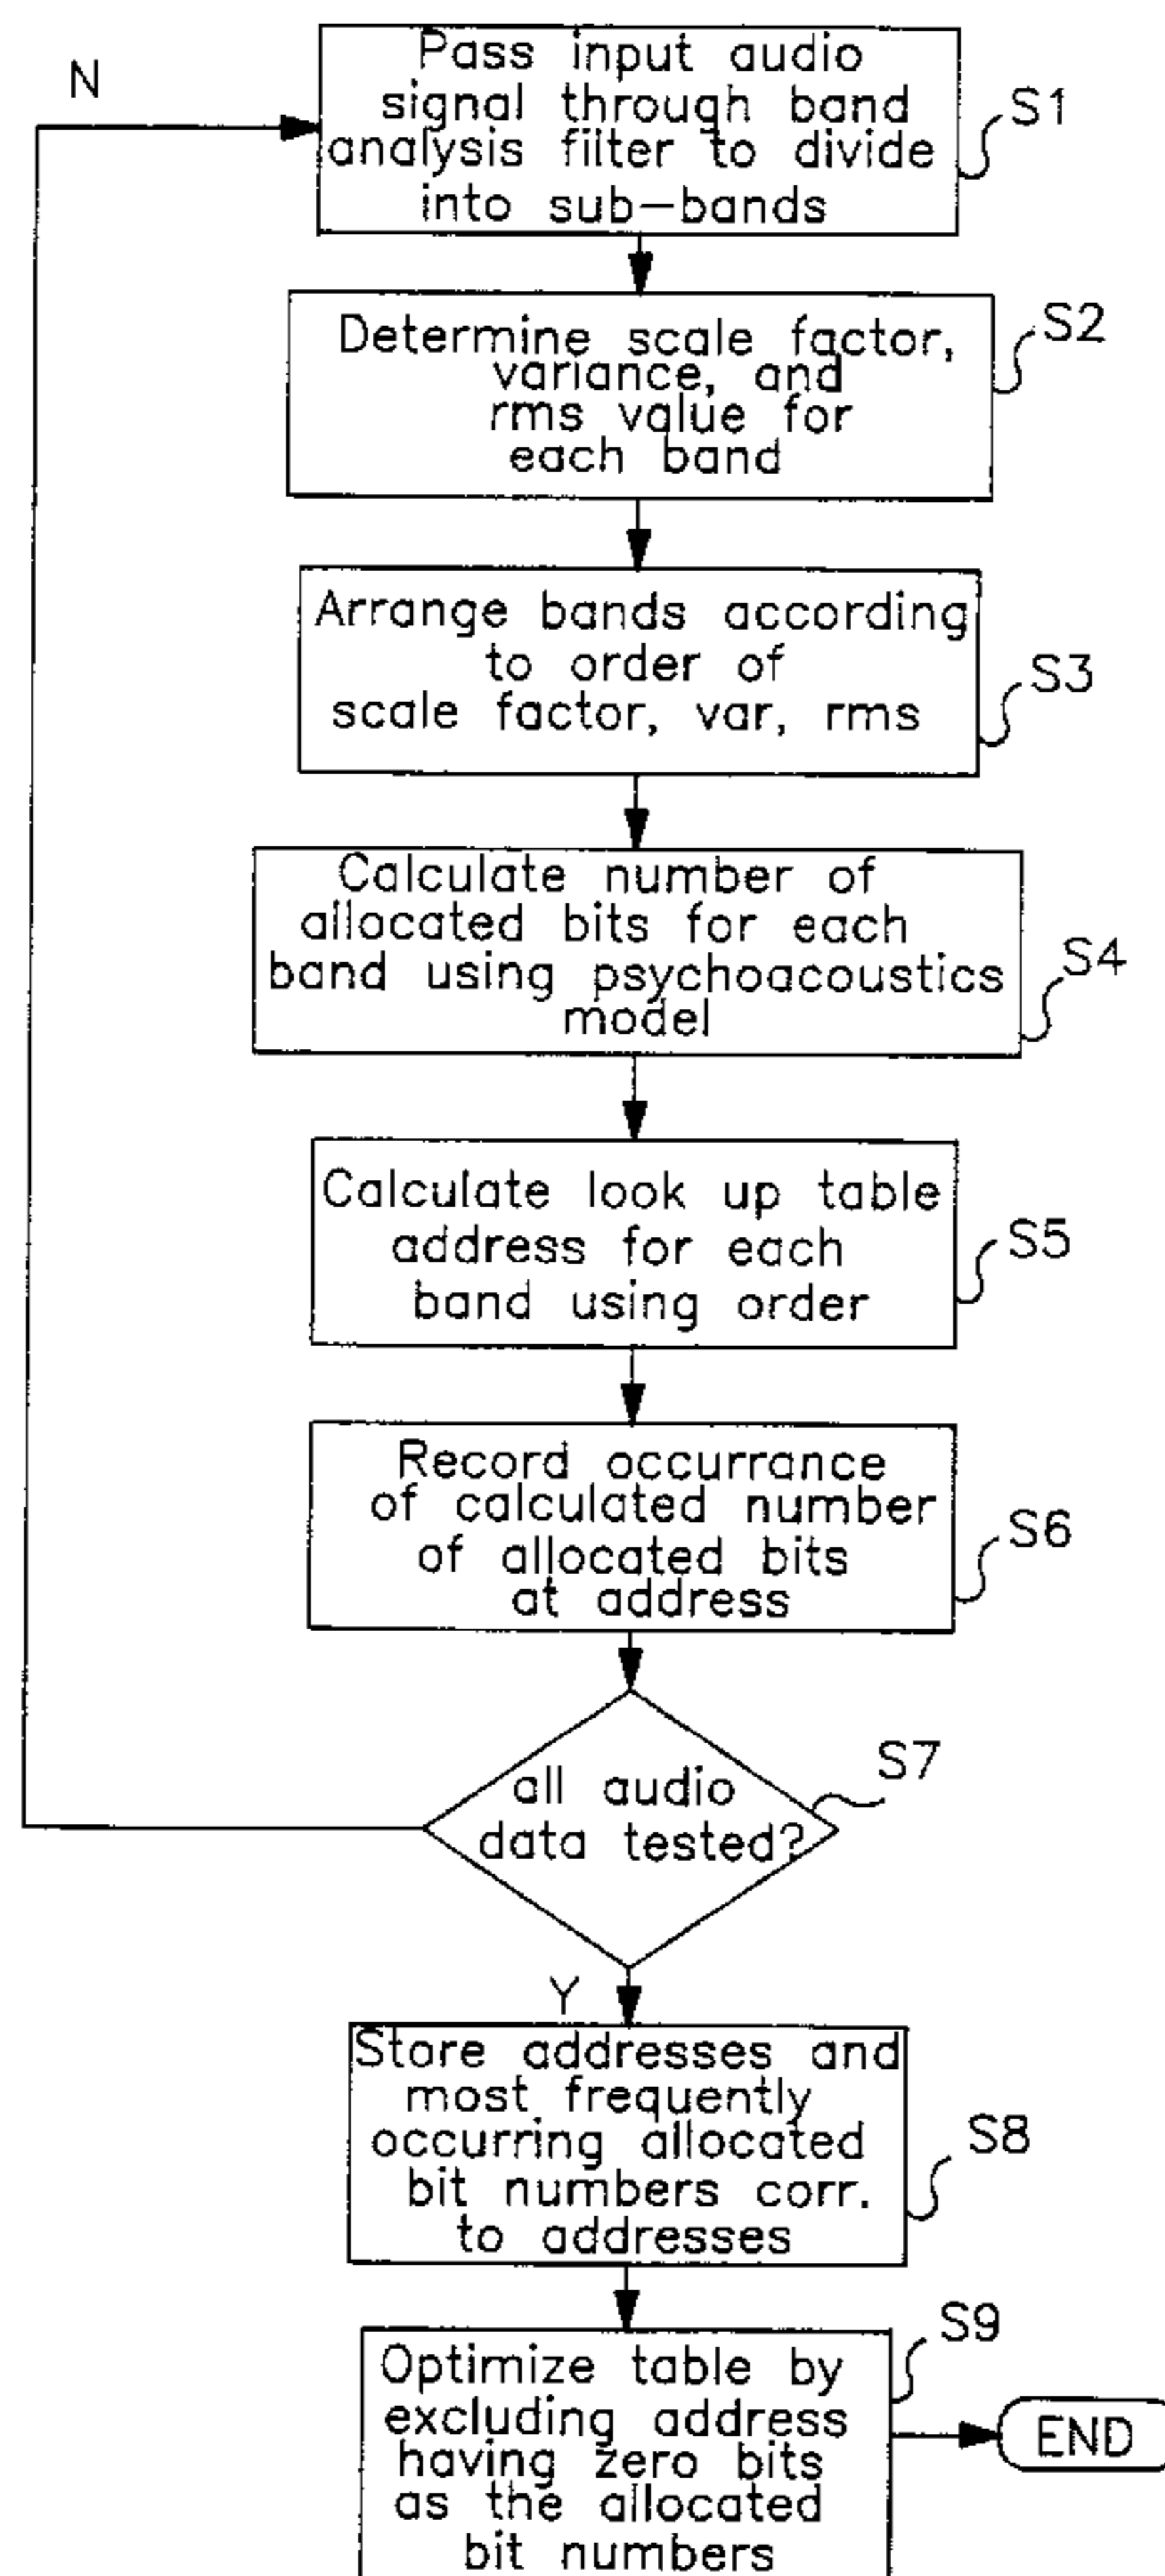 N
Pass input audio
signal through band
analysis filter to divide
into sub-bands
S1
Determine scale factor,
variance, and
rms value for
each band
S2
Arrange bands according
to order of
scale factor, var, rms
S3
Calculate number of
allocated bits for each
band using psychoacoustics
model
S4
Calculate look up table
address for each
band using order
S5
Record occurrance
of calculated number
of allocated bits
at address
S6
all audio
data tested?
S7
Y
Store addresses and
most frequently
occurring allocated
bit numbers corr.
to addresses
S8
Optimize table by
excluding address
having zero bits
as the allocated
bit numbers
S9
END